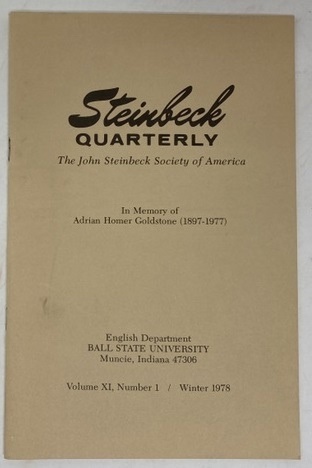 Steinbeck
QUARTERLY
The John Steinbeck Society of America
In Memory of
Adrian Homer Goldstone (1897-1977)
English Department
BALL STATE UNIVERSITY
Muncie, Indiana 47306
Volume XI, Number 1 / Winter 1978